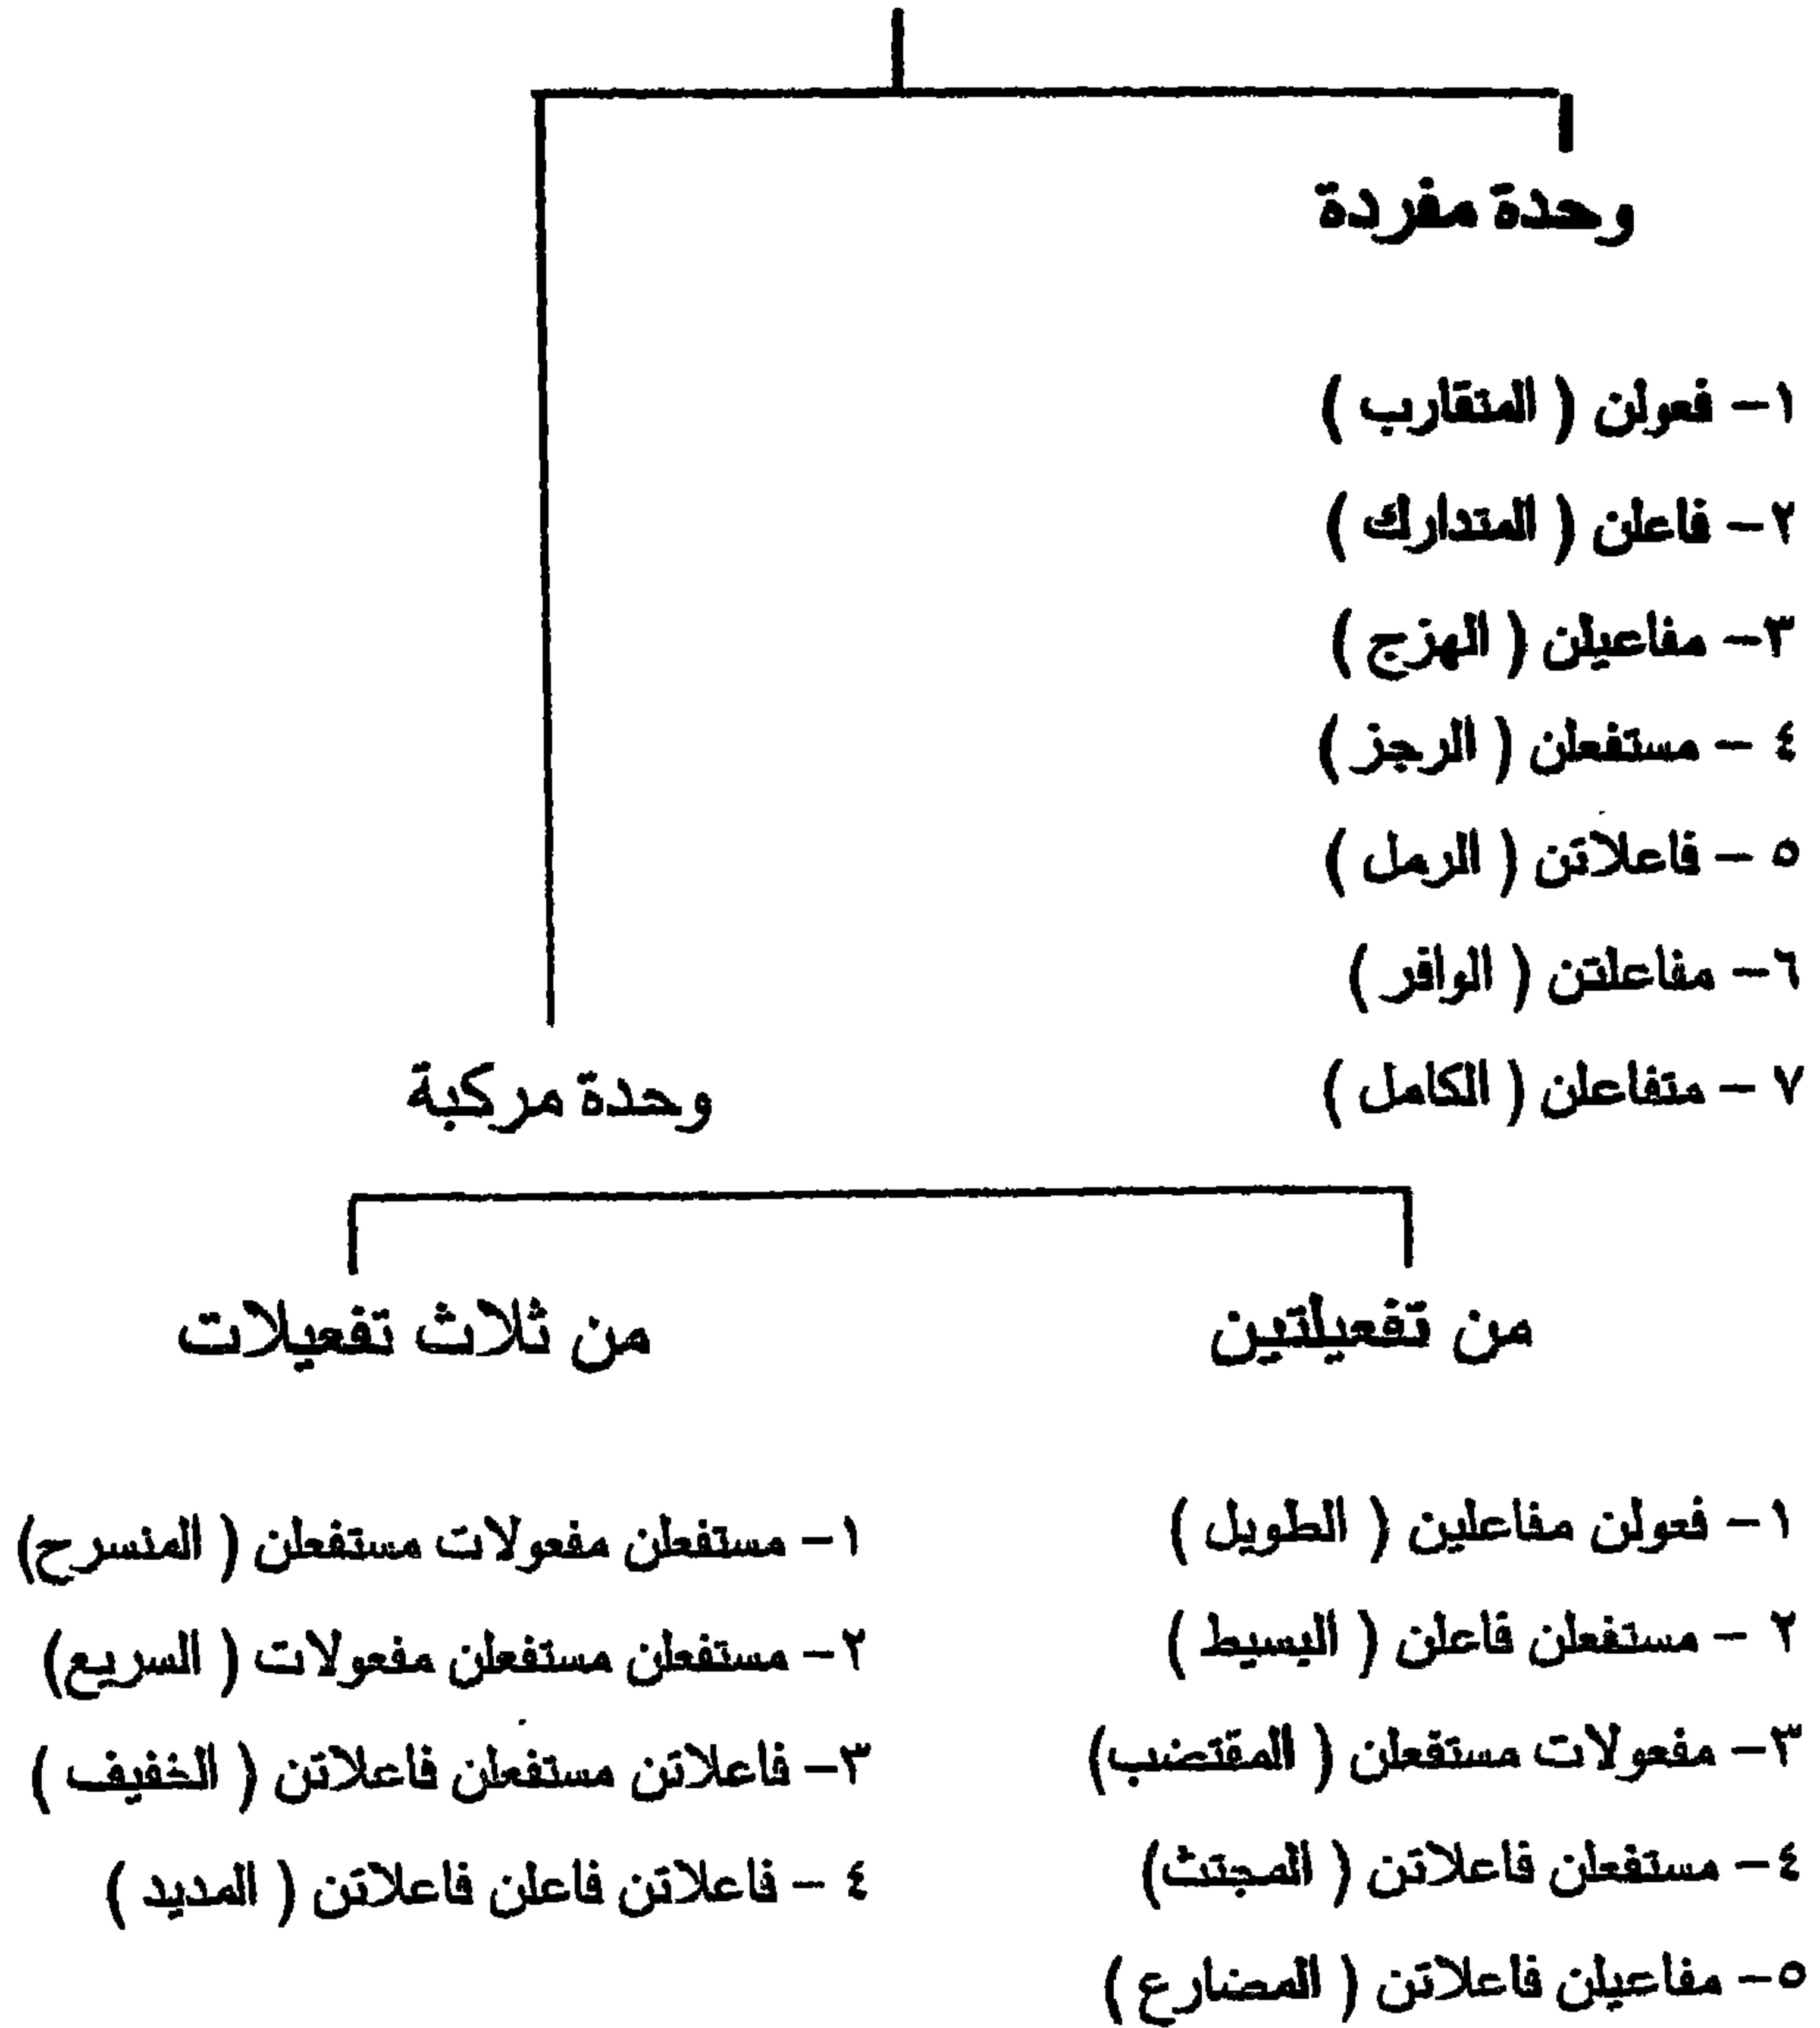 وحدة مفردة
١– فعولن ( المتقارب )
٢– فاعلن ( المتدارك )
٣– مفاعيلن ( الهزج )
٤ – مستفعلن ( الرجز )
٥ – فاعلاتن ( الرمل )
٦– مفاعلتن ( الوافر )
٧ – متفاعلن ( الكامل )
وحدة مركبة
من تفعيلتين
١ – فعولن مفاعلين ( الطويل )
٢ – مستفعلن فاعلن ( البسيط )
٣– مفعولات مستفعلن ( المقتضب)
٤– مستفعلن فاعلاتن ( المجتث)
٥– مفاعيلن فاعلاتن ( المضارع )
من ثلاث تفعيلات
١– مستفعلن مفعولات مستفعلن ( المنسرح)
٢– مستفعلن مستفعلن مفعولات ( السريع)
٣– فاعلاتن مستفعلن فاعلاتن ( الخفيف )
٤ – فاعلاتن فاعلن فاعلاتن ( المديد )